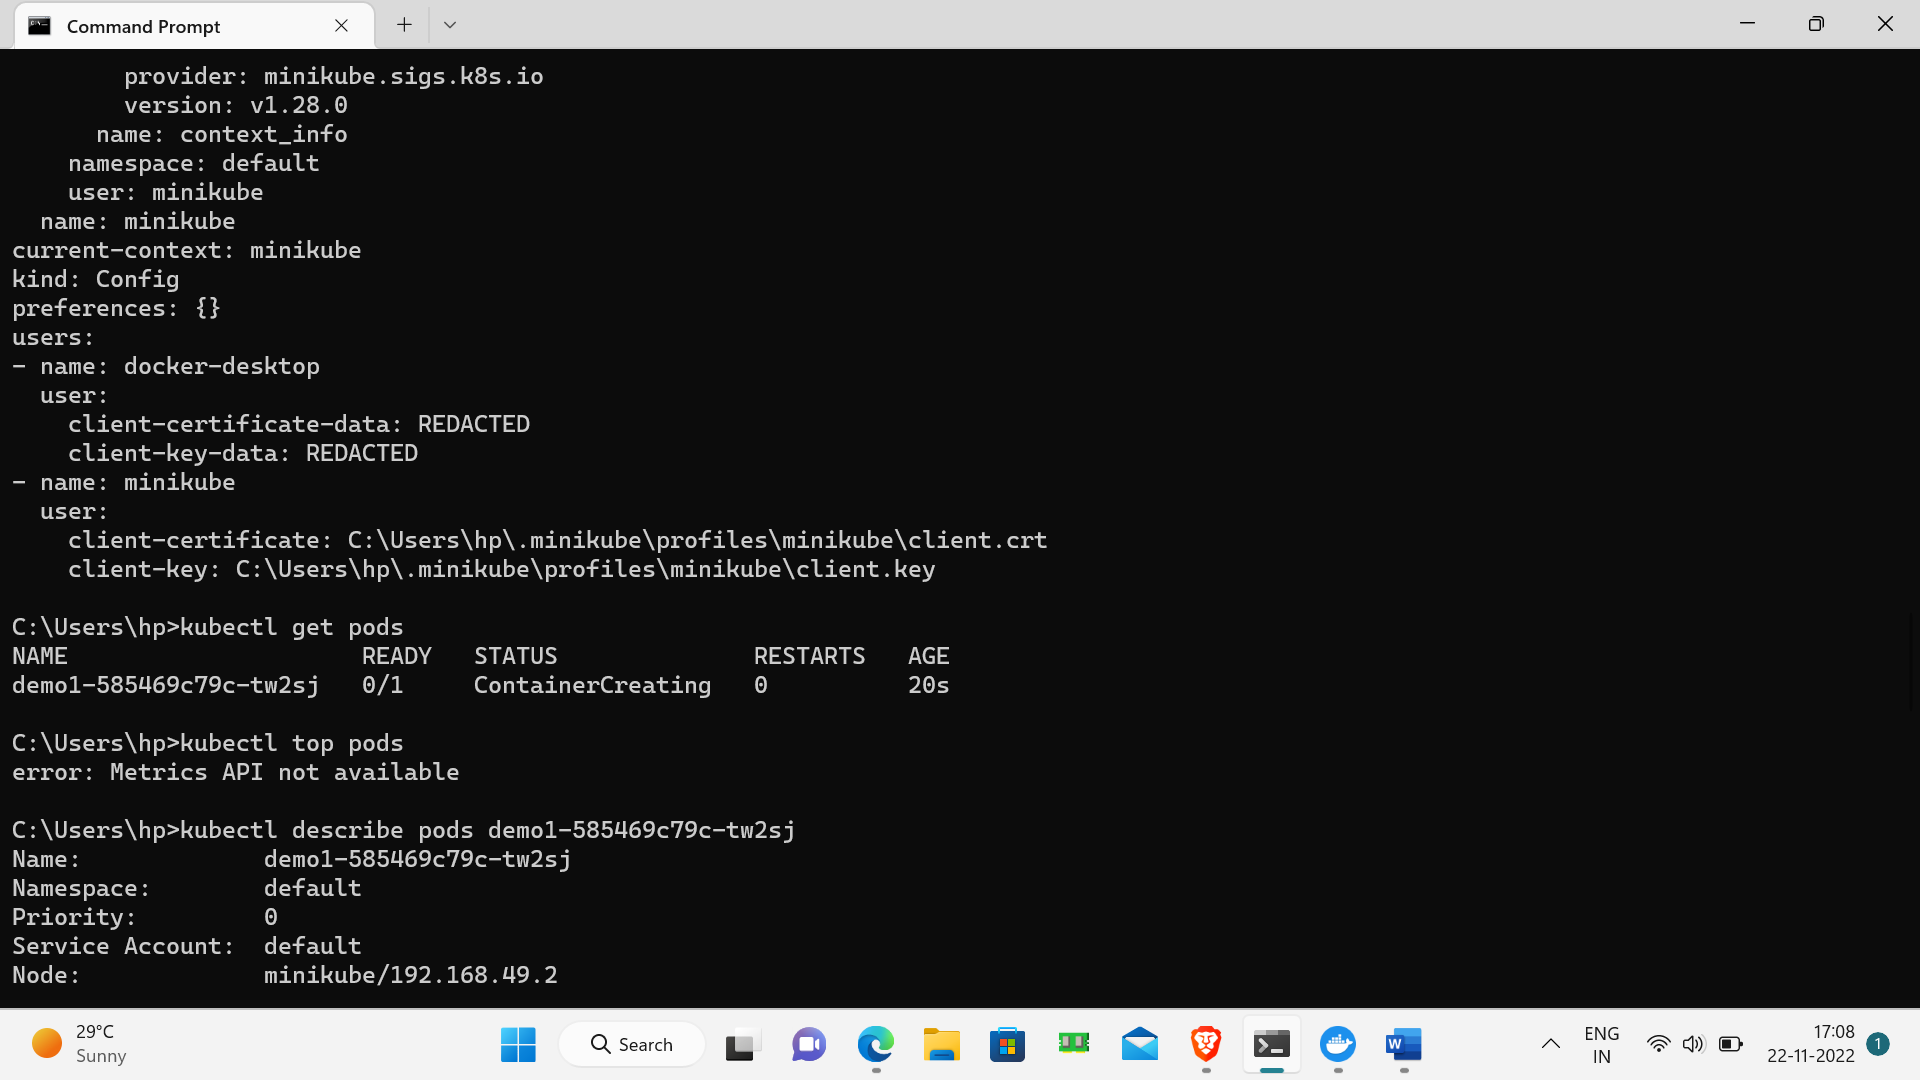 Command Prompt
        provider: minikube.sigs.k8s.io
        version: v1.28.0
      name: context_info
    namespace: default
    user: minikube
  name: minikube
current-context: minikube
kind: Config
preferences: {}
users:
- name: docker-desktop
  user:
    client-certificate-data: REDACTED
    client-key-data: REDACTED
- name: minikube
  user:
    client-certificate: C:\Users\hp\.minikube\profiles\minikube\client.crt
    client-key: C:\Users\hp\.minikube\profiles\minikube\client.key
C:\Users\hp>kubectl get pods
NAME                     READY   STATUS              RESTARTS   AGE
demo1-585469c79c-tw2sj   0/1     ContainerCreating   0          20s
C:\Users\hp>kubectl top pods
error: Metrics API not available
C:\Users\hp>kubectl describe pods demo1-585469c79c-tw2sj
Name:             demo1-585469c79c-tw2sj
Namespace:        default
Priority:         0
Service Account:  default
Node:             minikube/192.168.49.2
29°C
Sunny
Search
W
ENG
IN
17:08
22-11-2022
1